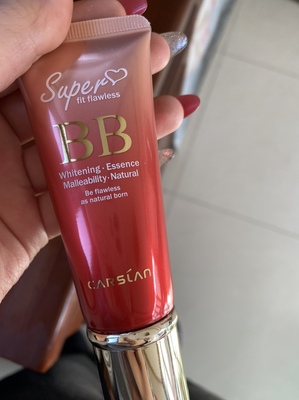 Super
fit flawless
BB
Whitening·Essence
Malleability·Natural
Be flawless
as natural born
CARSLAN